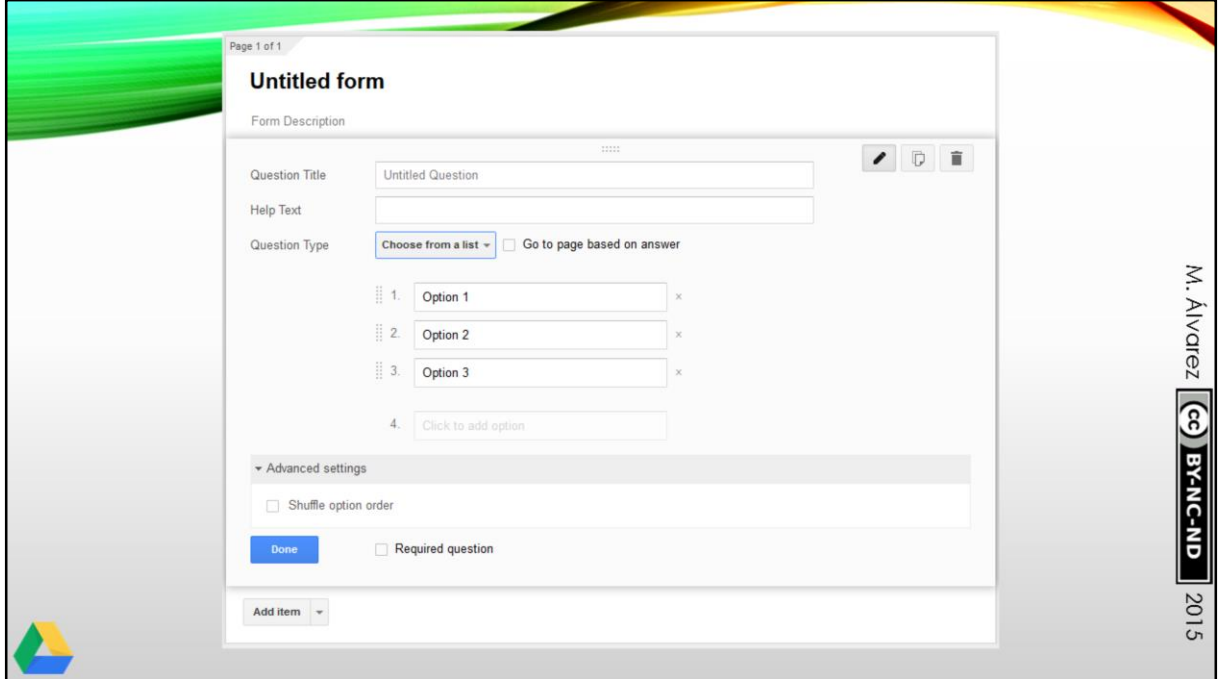 Page 1 of 1
Untitled form
Form Description
Question Title
Untitled Question
Help Text
Question Type
Choose from a list
Go to page based on answer
1. Option 1 ×
2. Option 2 ×
3. Option 3 ×
4. Click to add option
Advanced settings
Shuffle option order
Done
Required question
Add item
M. Álvarez cc BY-NC-ND 2015